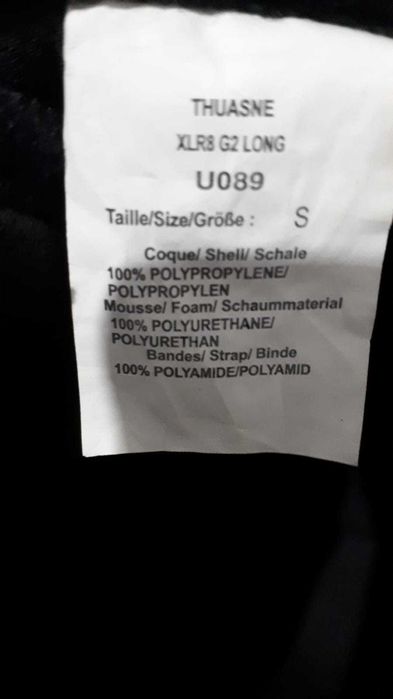 THUASNE
XLR8 G2 LONG
U089
Taille/Size/Größe : S
Coque/ Shell/ Schale
100% POLYPROPYLENE/
POLYPROPYLEN
Mousse/ Foam/ Schaummaterial
100% POLYURETHANE/
POLYURETHAN
Bandes/ Strap/ Binde
100% POLYAMIDE/POLYAMID